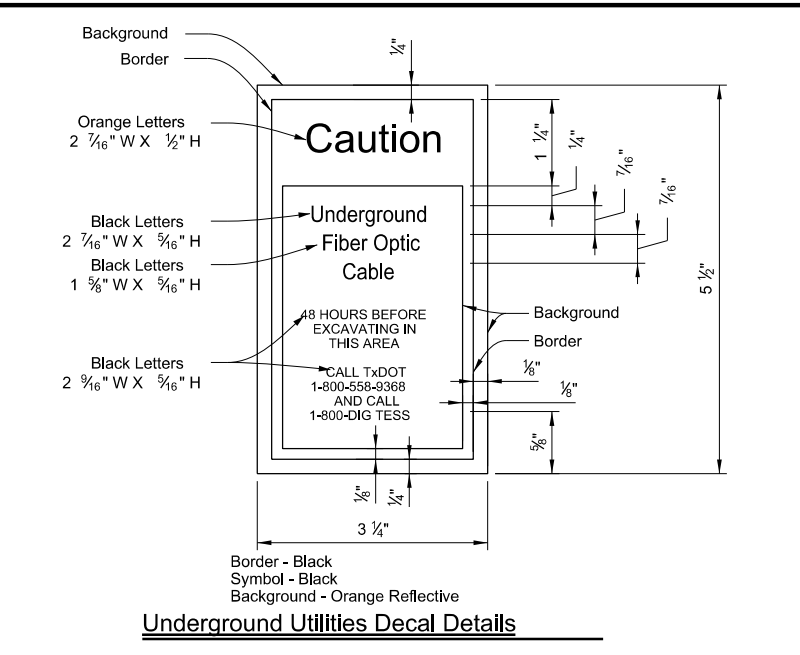 Background
Border
Orange Letters
2 7/16" W X 1/2" H
Black Letters
2 7/16" W X 5/16" H
Black Letters
1 5/8" W X 5/16" H
Black Letters
2 9/16" W X 5/16" H
Caution
Underground
Fiber Optic
Cable
48 HOURS BEFORE
EXCAVATING IN
THIS AREA
CALL TxDOT
1-800-558-9368
AND CALL
1-800-DIG TESS
1/4"
1 1/4"
1/4"
7/16"
7/16"
5 1/2"
Background
Border
1/8"
1/8"
5/8"
1/8"
1/4"
3 1/4"
Border - Black
Symbol - Black
Background - Orange Reflective
Underground Utilities Decal Details